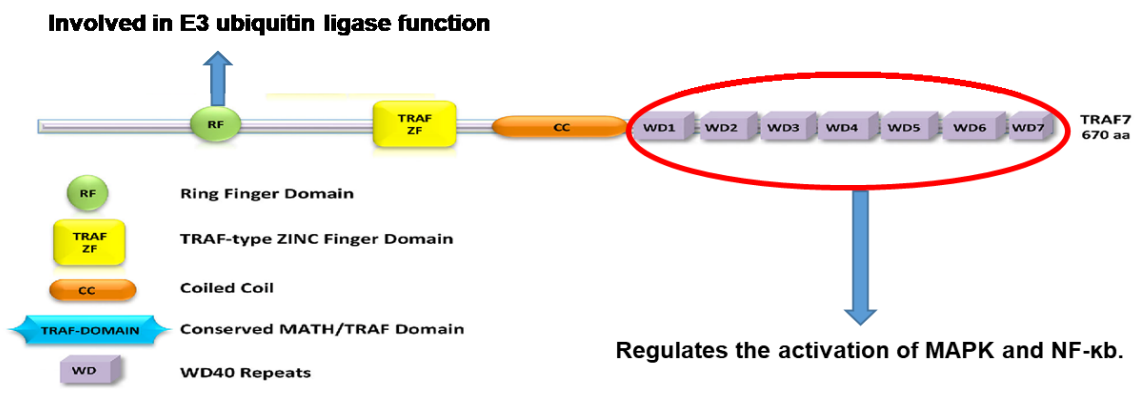 Involved in E3 ubiquitin ligase function
RF
TRAF
ZF
CC
WD1 WD2 WD3 WD4 WD5 WD6 WD7
TRAF7
670 aa
RF
Ring Finger Domain
TRAF
ZF
TRAF-type ZINC Finger Domain
CC
Coiled Coil
TRAF-DOMAIN
Conserved MATH/TRAF Domain
WD
WD40 Repeats
Regulates the activation of MAPK and NF-κb.